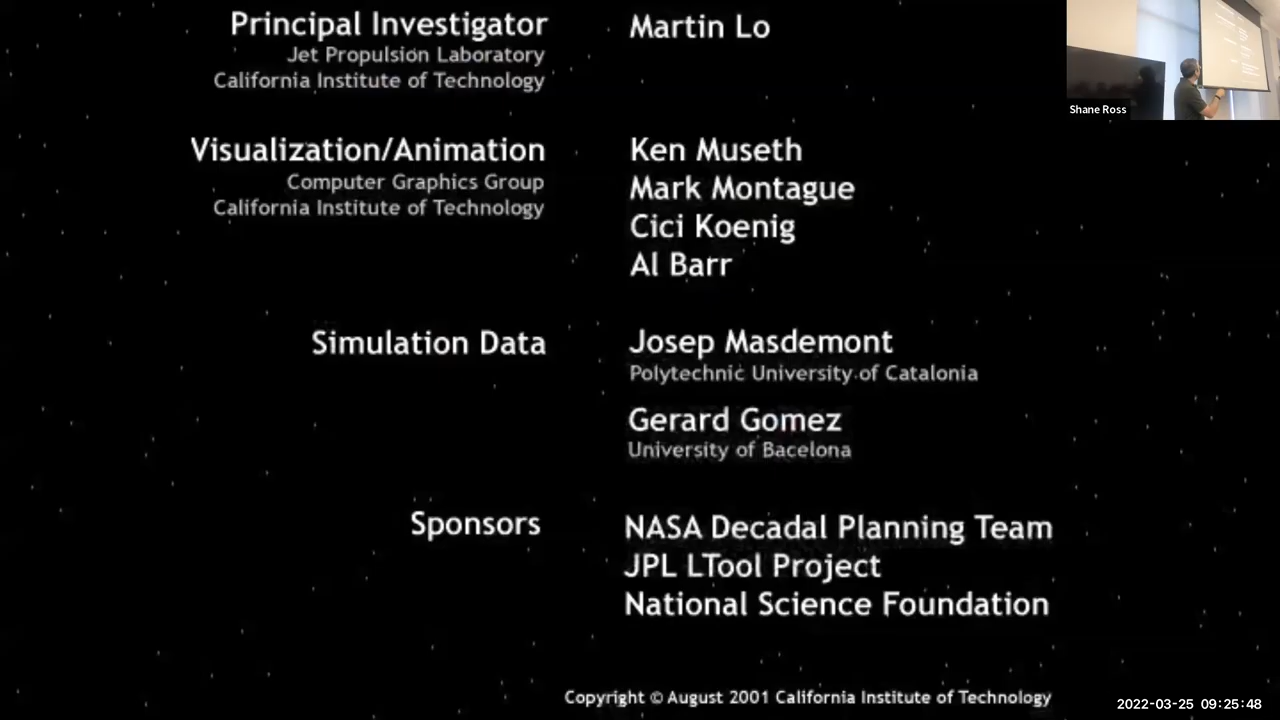 Principal Investigator Martin Lo
Jet Propulsion Laboratory
California Institute of Technology
Shane Ross
Visualization/Animation Ken Museth
Computer Graphics Group Mark Montague
California Institute of Technology Cici Koenig
Al Barr
Simulation Data Josep Masdemont
Polytechnic University of Catalonia
Gerard Gomez
University of Bacelona
Sponsors NASA Decadal Planning Team
JPL LTool Project
National Science Foundation
Copyright © August 2001 California Institute of Technology
2022-03-25 09:25:48